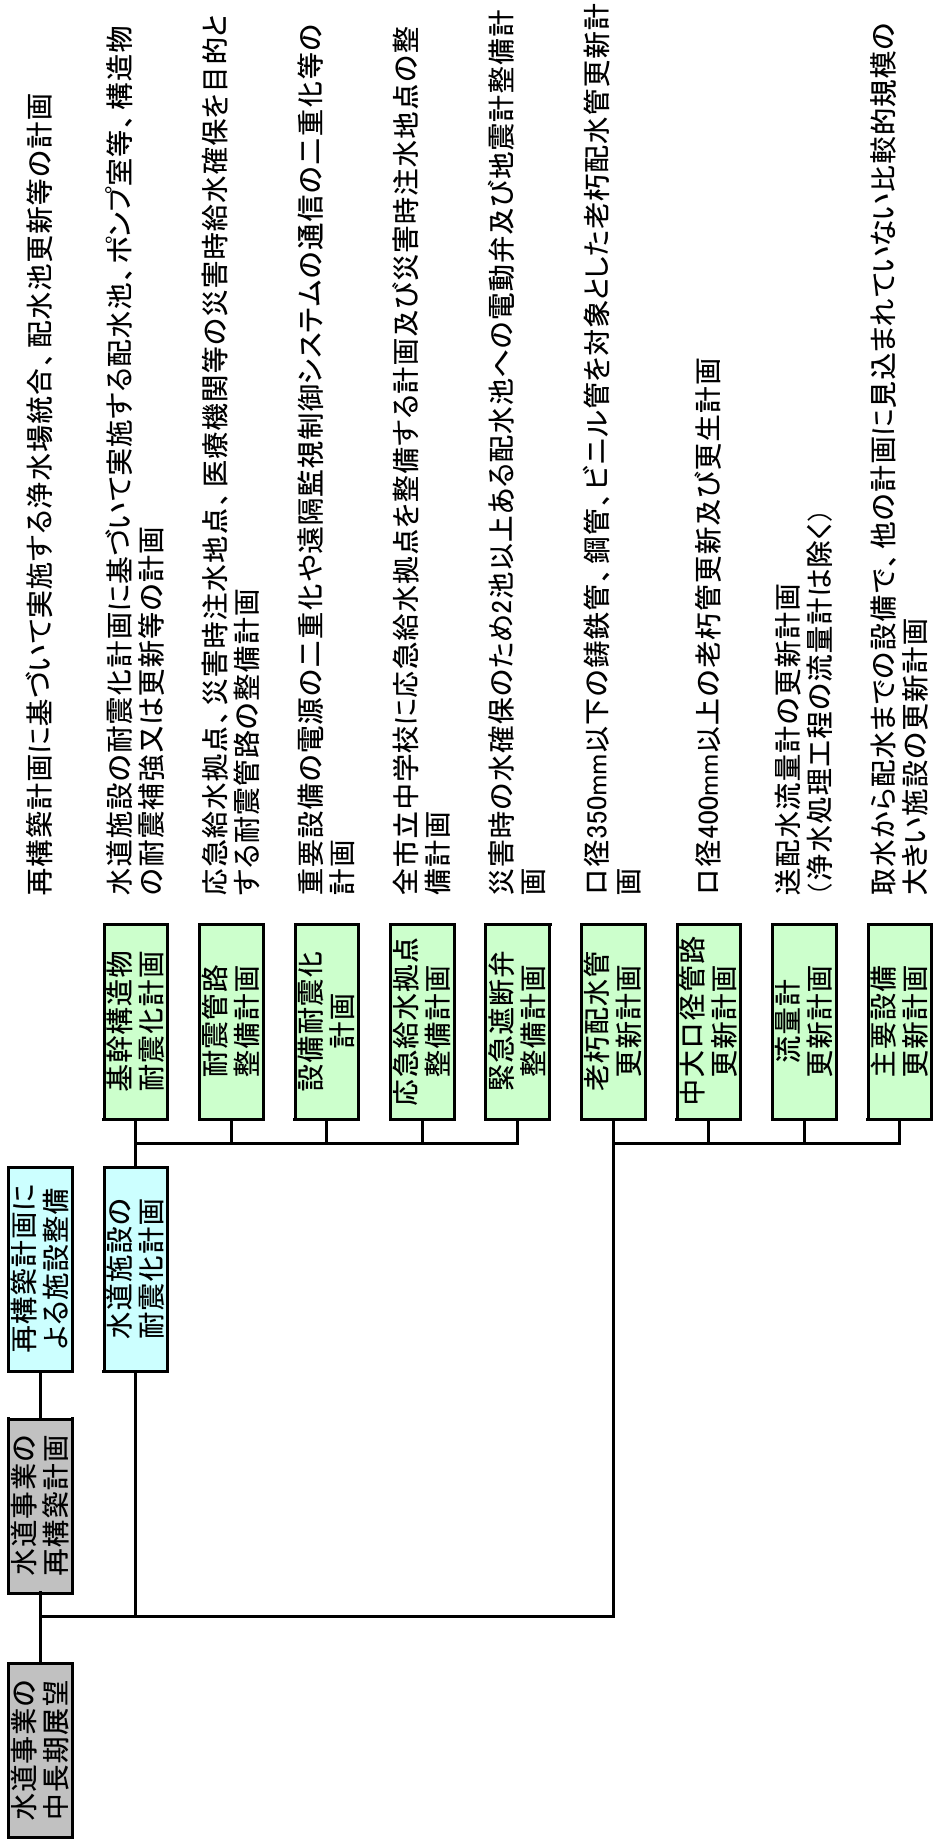 水道事業の
中長期展望
水道事業の
再構築計画
再構築計画に
よる施設整備
再構築計画に基づいて実施する浄水場統合、配水池更新等の計画
水道施設の
耐震化計画
基幹構造物
耐震化計画
水道施設の耐震化計画に基づいて実施する配水池、ポンプ室等、構造物
の耐震補強又は更新等の計画
耐震管路
整備計画
応急給水拠点、災害時注水地点、医療機関等の災害時給水確保を目的と
する耐震管路の整備計画
設備耐震化
計画
重要設備の電源の二重化や遠隔監視制御システムの通信の二重化等の
計画
応急給水拠点
整備計画
全市立中学校に応急給水拠点を整備する計画及び災害時注水地点の整
備計画
緊急遮断弁
整備計画
災害時の水確保のため2池以上ある配水池への電動弁及び地震計整備計
画
老朽配水管
更新計画
口径350mm以下の鋳鉄管、鋼管、ビニル管を対象とした老朽配水管更新計
画
中大口径管路
更新計画
口径400mm以上の老朽管更新及び更生計画
流量計
更新計画
送配水流量計の更新計画
（浄水処理工程の流量計は除く）
主要設備
更新計画
取水から配水までの設備で、他の計画に見込まれていない比較的規模の
大きい施設の更新計画